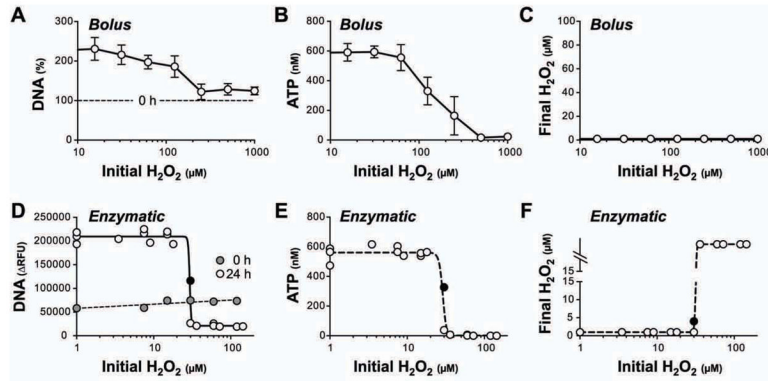 A Bolus
DNA (%)
300
200
100
0
0 h
10 100 1000
Initial H2O2 (μM)
B Bolus
ATP (nM)
800
600
400
200
0
10 100 1000
Initial H2O2 (μM)
C Bolus
Final H2O2 (μM)
100
80
60
40
20
0
10 100 1000
Initial H2O2 (μM)
D Enzymatic
DNA (ΔRFU)
250000
200000
150000
100000
50000
0
0 h
24 h
1 10 100
Initial H2O2 (μM)
E Enzymatic
ATP (nM)
800
600
400
200
0
1 10 100
Initial H2O2 (μM)
F Enzymatic
Final H2O2 (μM)
15
15
10
5
0
1 10 100
Initial H2O2 (μM)